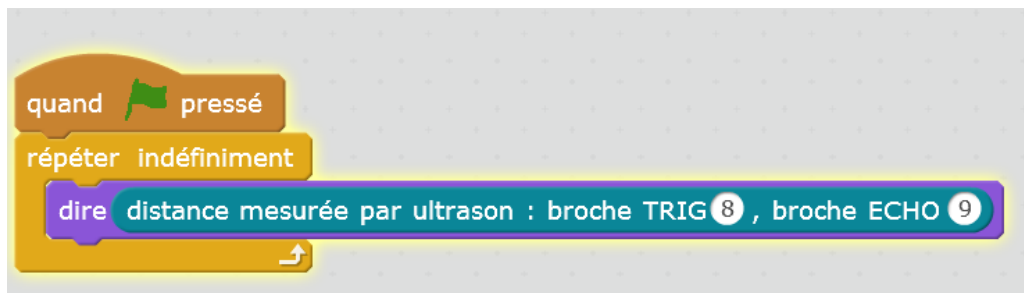 quand pressé
répéter indéfiniment
dire distance mesurée par ultrason : broche TRIG 8 , broche ECHO 9